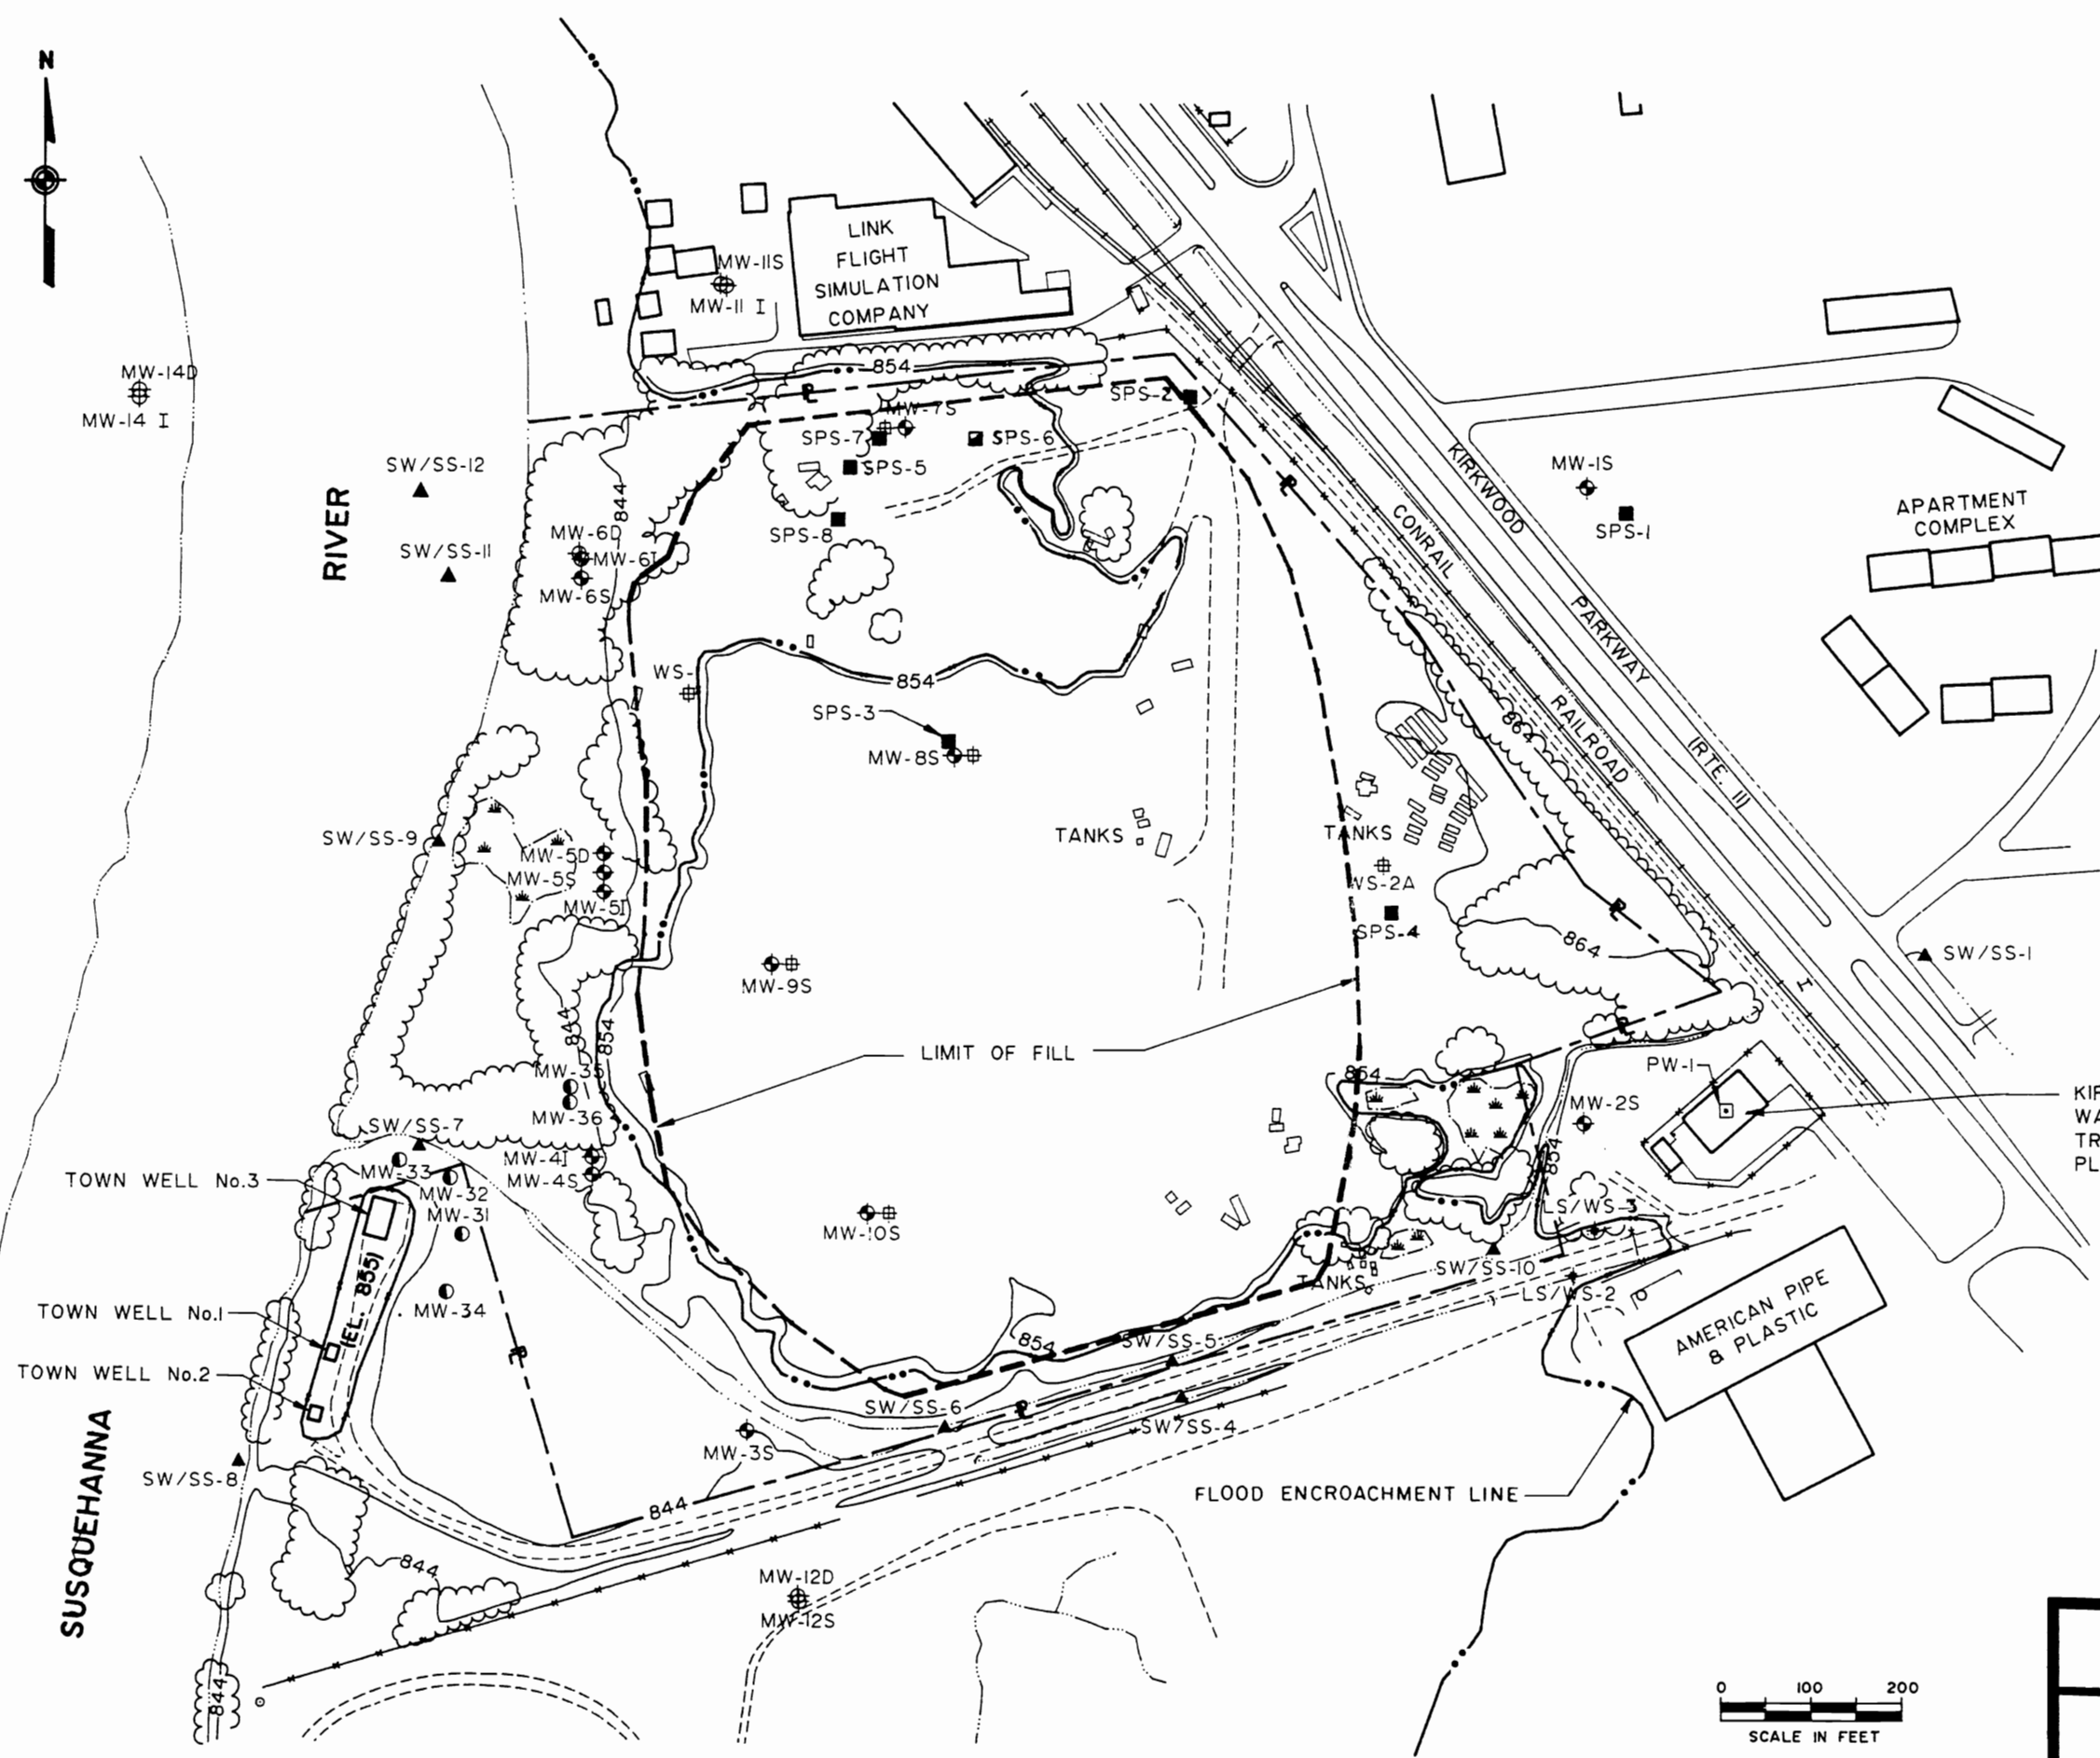 N
LINK
FLIGHT
SIMULATION
COMPANY
MW-11S
MW-11 I
MW-14D
MW-14 I
854
MW-7S
SPS-2
SPS-7
SPS-6
SPS-5
SPS-8
SW/SS-12
SW/SS-11
RIVER
844
MW-6D
MW-6I
MW-6S
KIRKWOOD
PARKWAY
(RTE 11)
CONRAIL
RAILROAD
MW-1S
SPS-1
APARTMENT
COMPLEX
WS-
854
SPS-3
MW-8S
864
TANKS
TANKS
WS-2A
SPS-4
864
SW/SS-9
MW-5D
MW-5S
MW-5I
SW/SS-1
MW-9S
844
854
LIMIT OF FILL
MW-35
MW-36
854
PW-1
MW-2S
KIR
WA
TR
PL
SW/SS-7
MW-33
MW-32
MW-31
MW-4I
MW-4S
854
TOWN WELL No.3
LS/WS-3
MW-10S
SW/SS-10
LS/WS-2
TANKS
MW-34
(EL. 855)
TOWN WELL No.1
TOWN WELL No.2
854
SW/SS-5
AMERICAN PIPE
& PLASTIC
SW/SS-6
SW/SS-4
MW-3S
SW/SS-8
SUSQUEHANNA
FLOOD ENCROACHMENT LINE
844
844
MW-12D
MW-12S
844
0 100 200
SCALE IN FEET